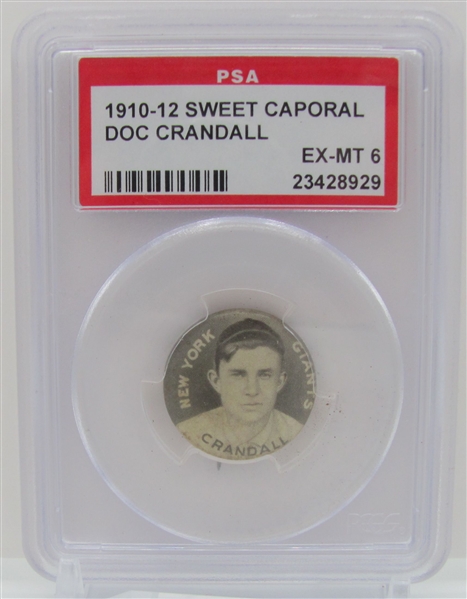 PSA
1910-12 SWEET CAPORAL
DOC CRANDALL
EX-MT 6
23428929
NEW YORK GIANTS
CRANDALL